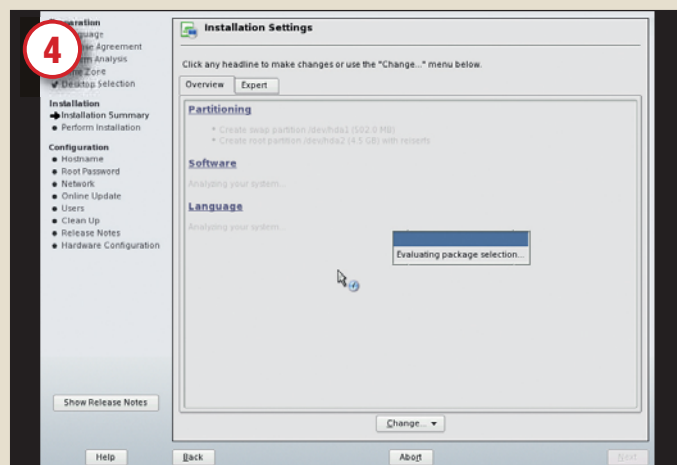 Preparation
Agreement
Analysis
Zone
Desktop Selection
Installation
Installation Summary
Perform Installation
Configuration
Hostname
Root Password
Network
Online Update
Users
Clean Up
Release Notes
Hardware Configuration
Show Release Notes
Help
4
Installation Settings
Click any headline to make changes or use the "Change..." menu below.
Overview Expert
Partitioning
* Create swap partition /dev/hda1 (502.0 MB)
* Create root partition /dev/hda2 (4.5 GB) with reiserfs
Software
Analyzing your system...
Language
Analyzing your system...
Evaluating package selection...
Change...
Back Abort Next